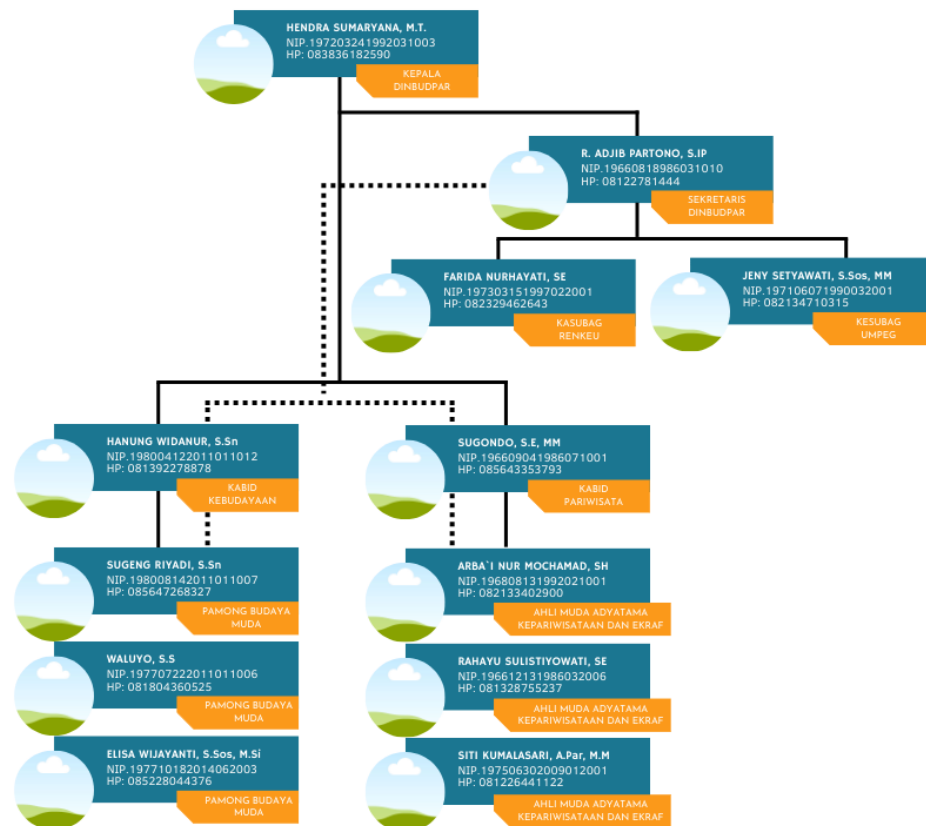 HENDRA SUMARYANA, M.T.
NIP.197203241992031003
HP: 083836182590
KEPALA
DINBUDPAR
R. ADJIB PARTONO, S.IP
NIP.19660818986031010
HP: 08122781444
SEKRETARIS
DINBUDPAR
FARIDA NURHAYATI, SE
NIP.197303151997022001
HP: 082329462643
KASUBAG
RENKEU
JENY SETYAWATI, S.Sos, MM
NIP.197106071990032001
HP: 082134710315
KESUBAG
UMPEG
HANUNG WIDANUR, S.Sn
NIP.198004122011011012
HP: 081392278878
KABID
KEBUDAYAAN
SUGONDO, S.E, MM
NIP.196609041986071001
HP: 085643353793
KABID
PARIWISATA
SUGENG RIYADI, S.Sn
NIP.198008142011011007
HP: 085647268327
PAMONG BUDAYA
MUDA
ARBA`I NUR MOCHAMAD, SH
NIP.196808131992021001
HP: 082133402900
AHLI MUDA ADYATAMA
KEPARIWISATAAN DAN EKRAF
WALUYO, S.S
NIP.197707222011011006
HP: 081804360525
PAMONG BUDAYA
MUDA
RAHAYU SULISTIYOWATI, SE
NIP.196612131986032006
HP: 081328755237
AHLI MUDA ADYATAMA
KEPARIWISATAAN DAN EKRAF
ELISA WIJAYANTI, S.Sos, M.Si
NIP.197710182014062003
HP: 085228044376
PAMONG BUDAYA
MUDA
SITI KUMALASARI, A.Par, M.M
NIP.197506302009012001
HP: 081226441122
AHLI MUDA ADYATAMA
KEPARIWISATAAN DAN EKRAF